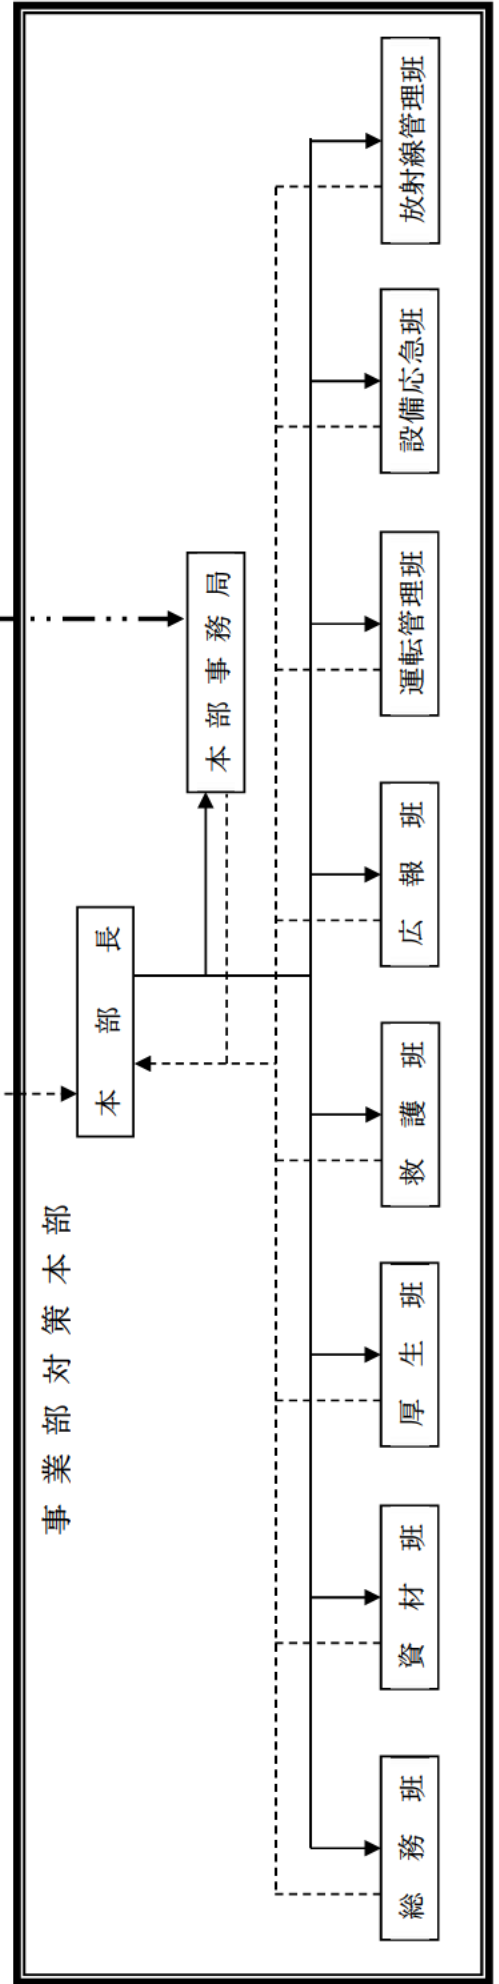 事業部対策本部
本部長
本部事務局
総務班
資材班
厚生班
救護班
広報班
運転管理班
設備応急班
放射線管理班